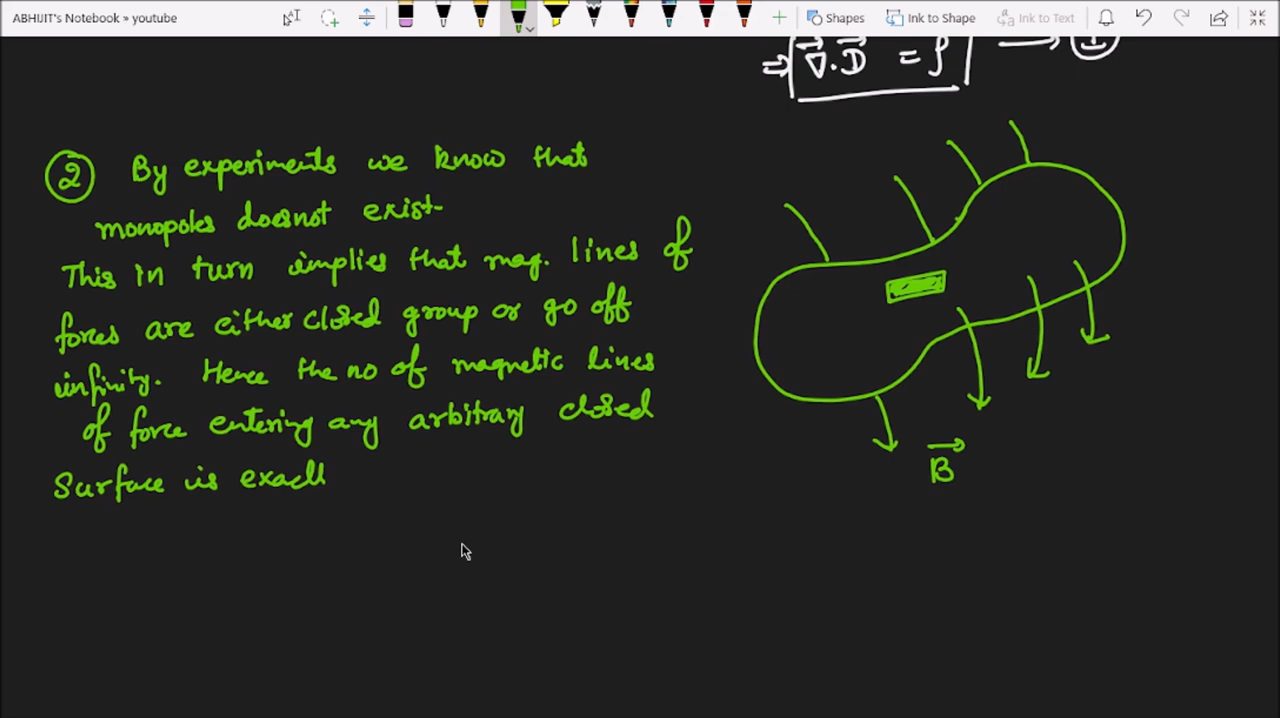 ABHIJIT's Notebook » youtube
Shapes
Ink to Shape
Ink to Text
⇒ ∇⃗.D⃗ = ρ → ①
② By experiments we know that
monopoles doesnot exist-
This in turn implies that mag. lines of
forces are either closed group or go off
infinity. Hence the no of magnetic lines
of force entering any arbitrary closed
Surface is exactl
B⃗